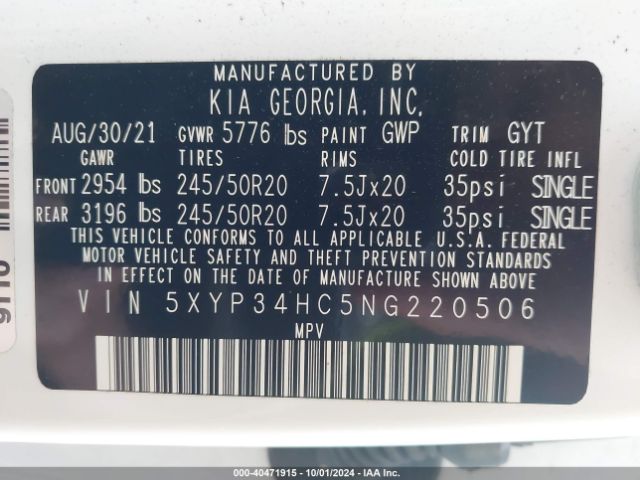 MANUFACTURED BY
KIA GEORGIA, INC.
AUG/30/21 GVWR 5776 lbs PAINT GWP TRIM GYT
GAWR TIRES RIMS COLD TIRE INFL
FRONT 2954 lbs 245/50R20 7.5Jx20 35psi SINGLE
REAR 3196 lbs 245/50R20 7.5Jx20 35psi SINGLE
THIS VEHICLE CONFORMS TO ALL APPLICABLE U.S.A. FEDERAL
MOTOR VEHICLE SAFETY AND THEFT PREVENTION STANDARDS
IN EFFECT ON THE DATE OF MANUFACTURE SHOWN ABOVE.
VIN 5XYP34HC5NG220506
MPV
000-40471915 - 10/01/2024 - IAA Inc.